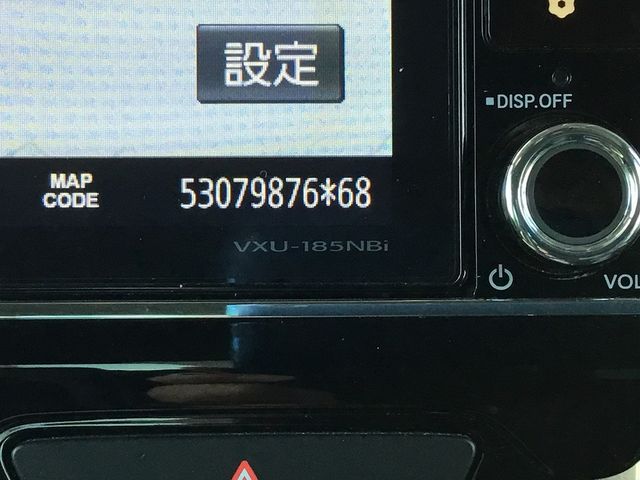 設定
■DISP.OFF
MAP
CODE
53079876*68
VXU-185NBi
VOL